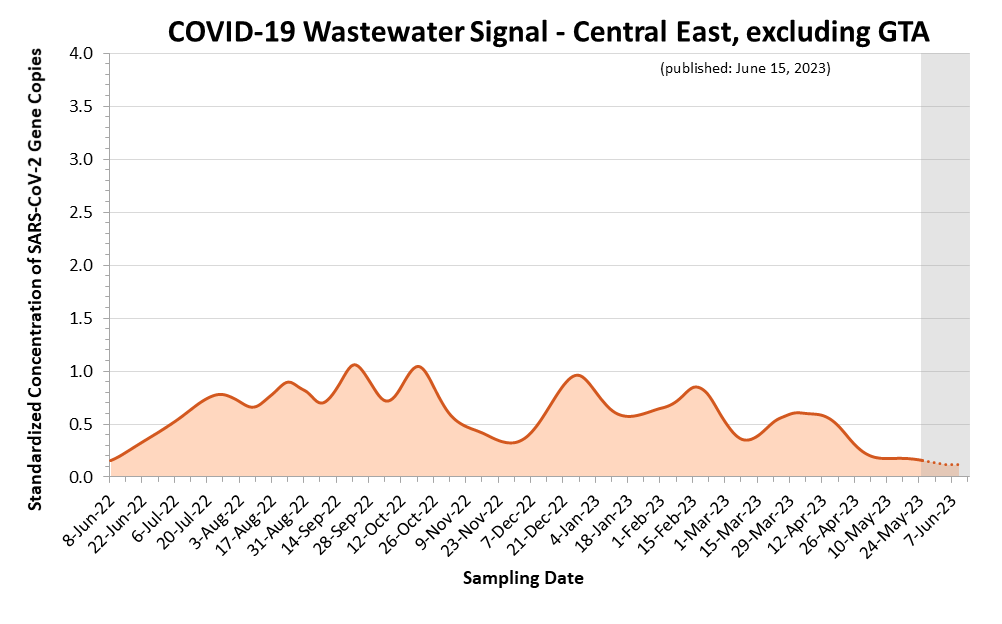 COVID-19 Wastewater Signal - Central East, excluding GTA
(published: June 15, 2023)
Standardized Concentration of SARS-CoV-2 Gene Copies
4.0
3.5
3.0
2.5
2.0
1.5
1.0
0.5
0.0
8-Jun-22
22-Jun-22
6-Jul-22
20-Jul-22
3-Aug-22
17-Aug-22
31-Aug-22
14-Sep-22
28-Sep-22
12-Oct-22
26-Oct-22
9-Nov-22
23-Nov-22
7-Dec-22
21-Dec-22
4-Jan-23
18-Jan-23
1-Feb-23
15-Feb-23
1-Mar-23
15-Mar-23
29-Mar-23
12-Apr-23
26-Apr-23
10-May-23
24-May-23
7-Jun-23
Sampling Date